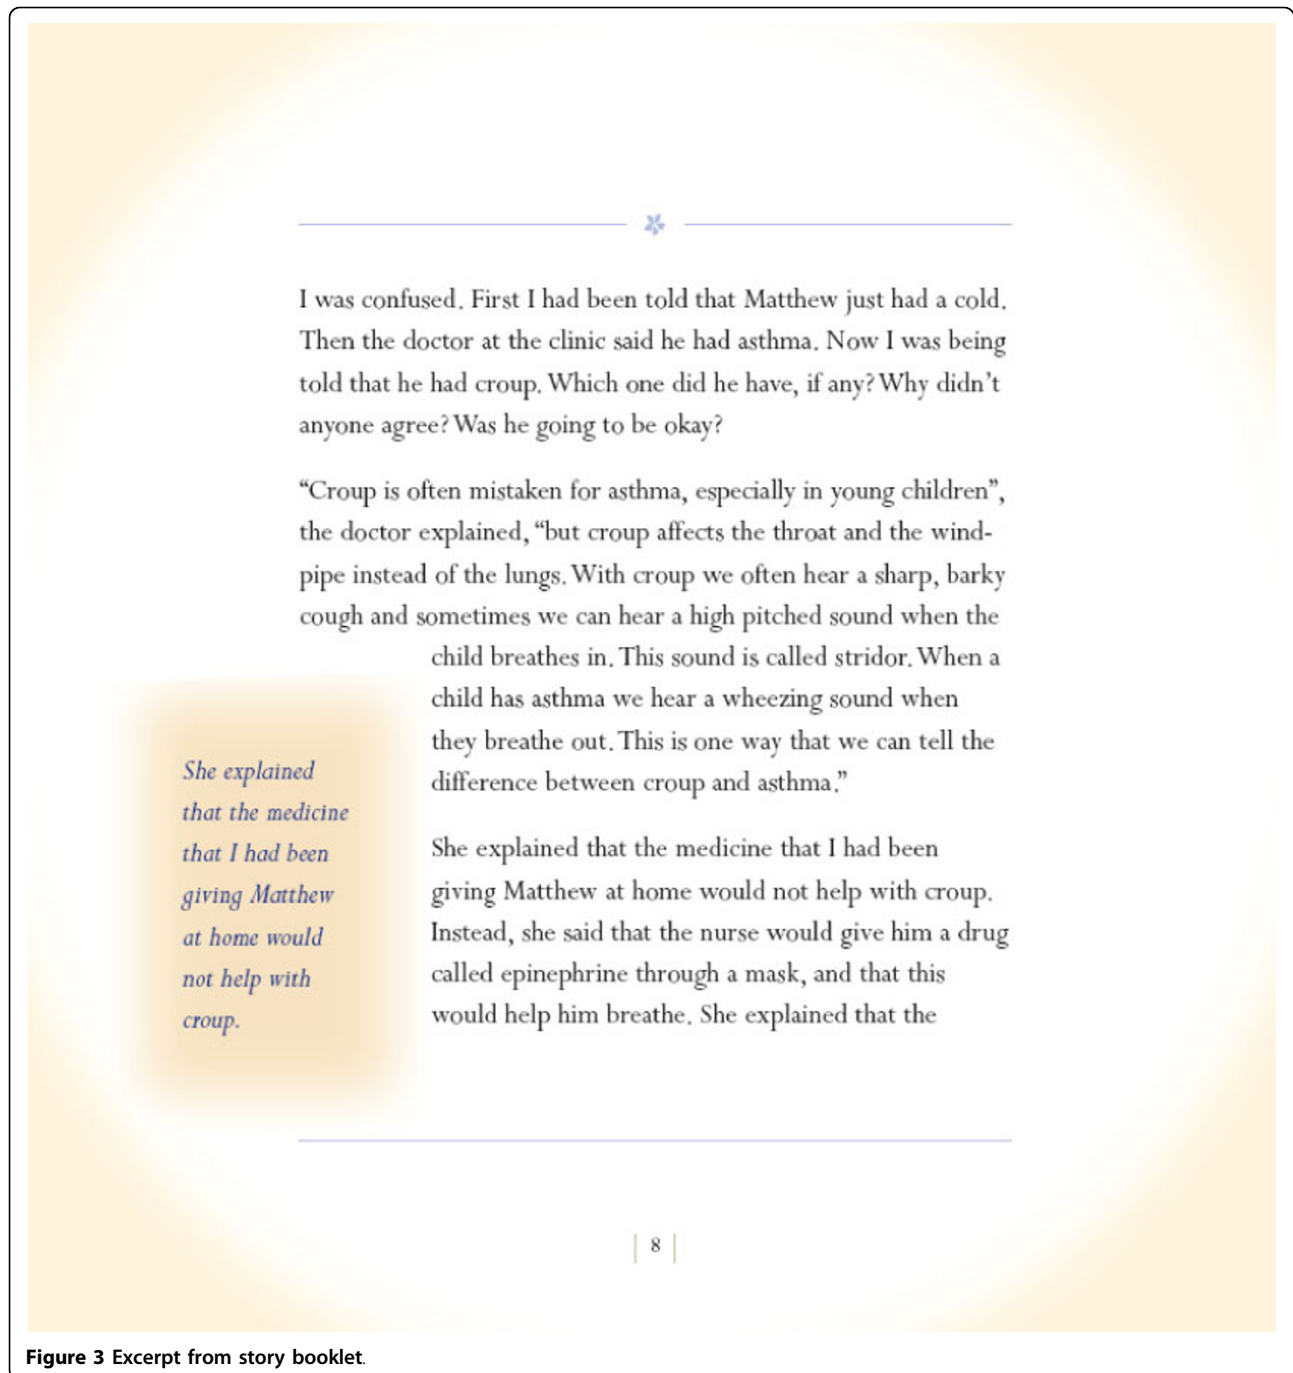 I was confused. First I had been told that Matthew just had a cold.
Then the doctor at the clinic said he had asthma. Now I was being
told that he had croup. Which one did he have, if any? Why didn't
anyone agree? Was he going to be okay?
“Croup is often mistaken for asthma, especially in young children”,
the doctor explained, “but croup affects the throat and the wind-
pipe instead of the lungs. With croup we often hear a sharp, barky
cough and sometimes we can hear a high pitched sound when the
child breathes in. This sound is called stridor. When a
child has asthma we hear a wheezing sound when
they breathe out. This is one way that we can tell the
difference between croup and asthma.”
She explained that the medicine that I had been
giving Matthew at home would not help with croup.
Instead, she said that the nurse would give him a drug
called epinephrine through a mask, and that this
would help him breathe. She explained that the
She explained
that the medicine
that I had been
giving Matthew
at home would
not help with
croup.
| 8 |
Figure 3 Excerpt from story booklet.